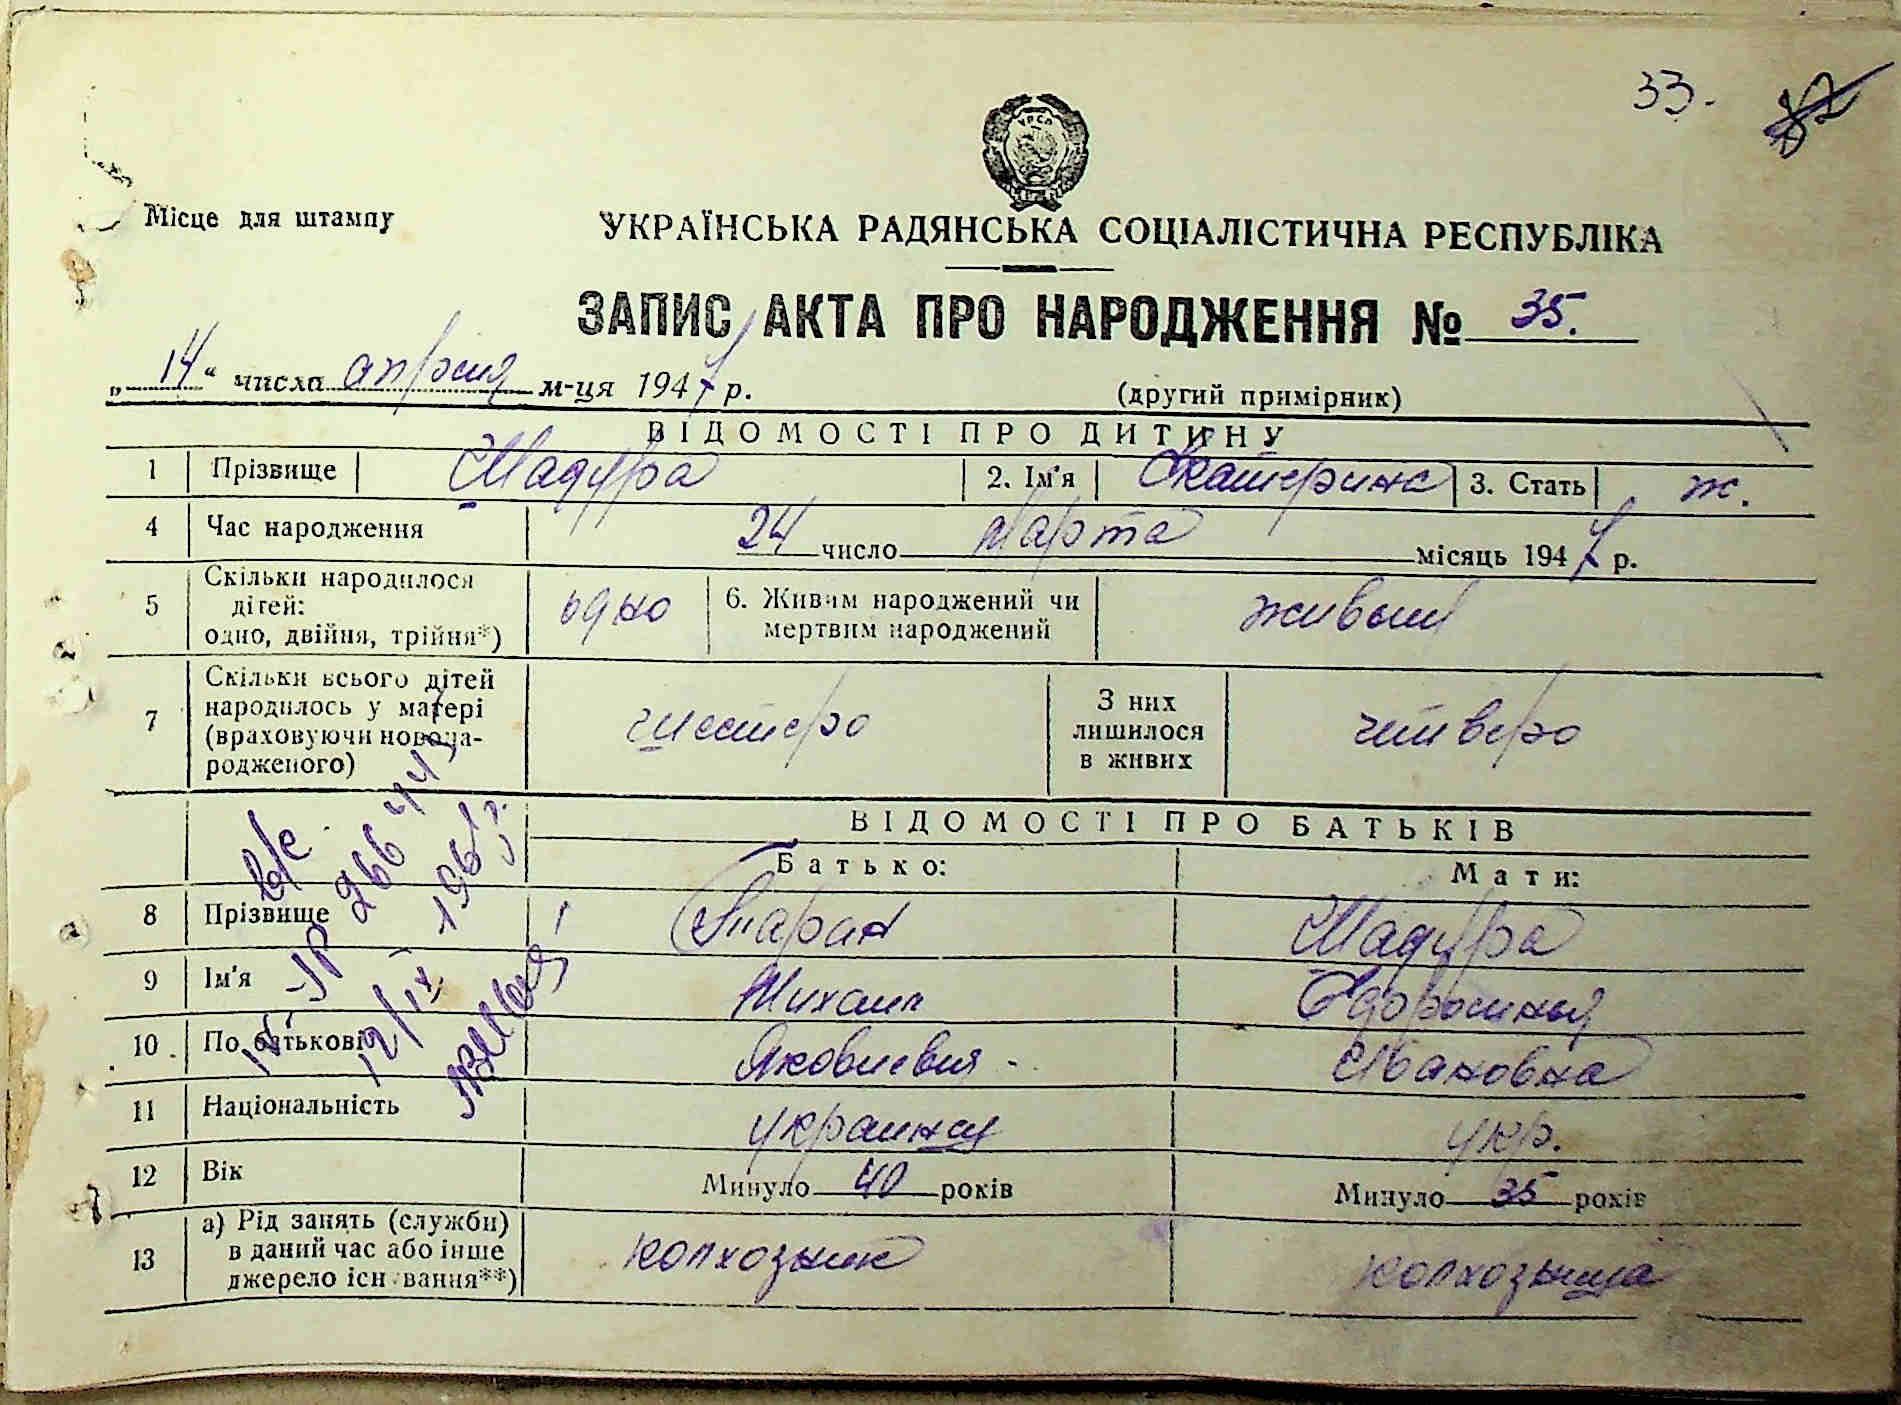 33.
УРСР
Місце для штампу
УКРАЇНСЬКА РАДЯНСЬКА СОЦІАЛІСТИЧНА РЕСПУБЛІКА
ЗАПИС АКТА ПРО НАРОДЖЕННЯ № 35.
„14“ числа апреля м-ця 1947 р. (другий примірник)
ВІДОМОСТІ ПРО ДИТИНУ
1 Прізвище Шадура 2. Ім'я Екатерина 3. Стать ж.
4 Час народження 24 число марта місяць 1947 р.
5 Скільки народилося дітей: одно, двійня, трійня*) одно 6. Живим народжений чи мертвим народжений живым
7 Скільки всього дітей народилось у матері (враховуючи новонародженого) шестеро З них лишилося в живих четверо
ВІДОМОСТІ ПРО БАТЬКІВ
Батько: Мати:
8 Прізвище Таран Шадура
9 Ім'я Михаил
10 По батькові Яковлевич Ивановна
11 Національність украинец укр.
12 Вік Минуло 40 років Минуло 35 років
13 а) Рід занять (служби) в даний час або інше джерело існування**) колхозник колхозница